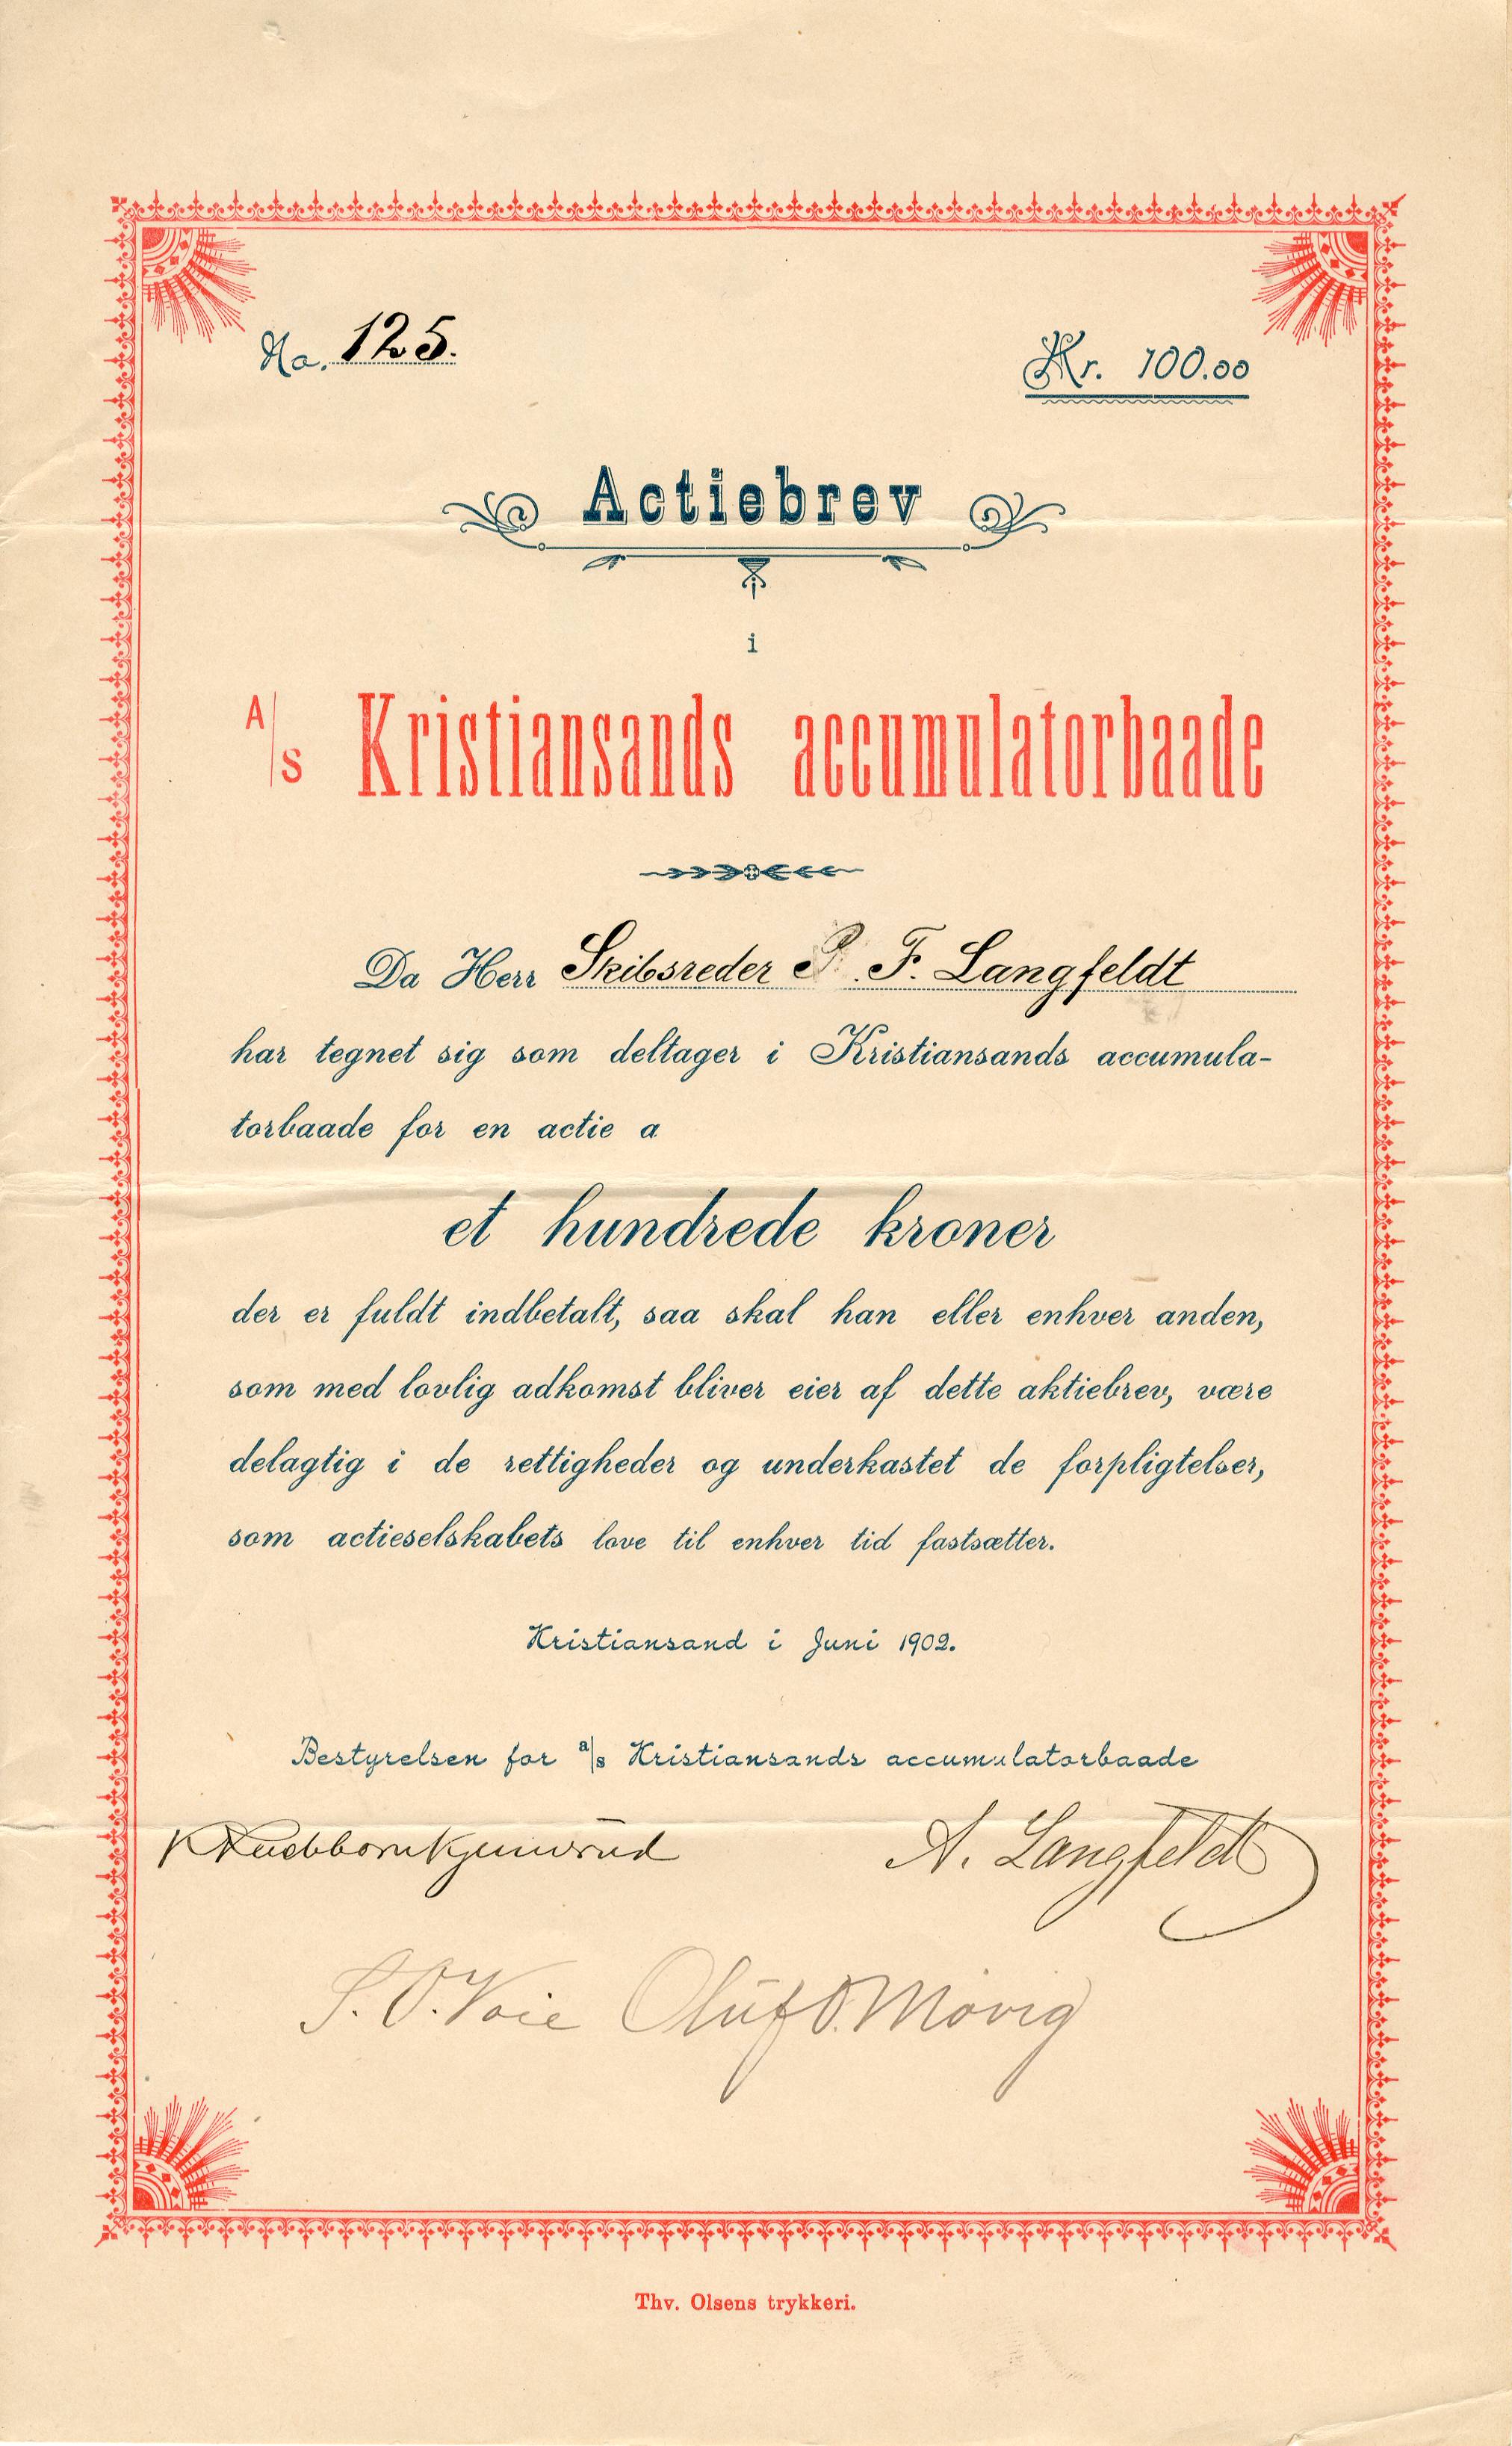 No. 125.
Kr. 100.00
Actiebrev
i
A/S Kristiansands accumulatorbaade
Da Herr Skibsreder P. F. Langfeldt
har tegnet sig som deltager i Kristiansands accumula-
torbaade for en actie a
et hundrede kroner
der er fuldt indbetalt, saa skal han eller enhver anden,
som med lovlig adkomst bliver eier af dette aktiebrev, være
delagtig i de rettigheder og underkastet de forpligtelser,
som actieselskabets love til enhver tid fastsætter.
Kristiansand i Juni 1902.
Bestyrelsen for a/s Kristiansands accumulatorbaade
A. Langfeldt
S. O. Voie Oluf O. Møvig
Thv. Olsens trykkeri.